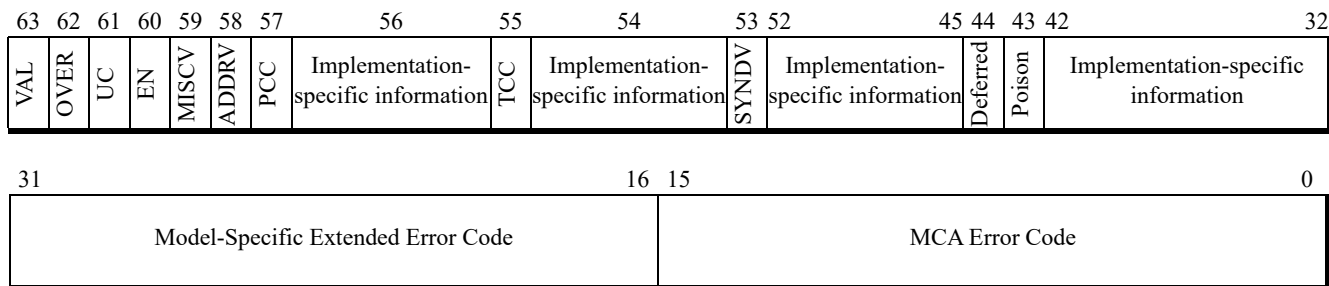 63 62 61 60 59 58 57 56 55 54 53 52 45 44 43 42 32
VAL OVER UC EN MISCV ADDRV PCC Implementation-specific information TCC Implementation-specific information SYNDV Implementation-specific information Deferred Poison Implementation-specific information
31 16 15 0
Model-Specific Extended Error Code MCA Error Code